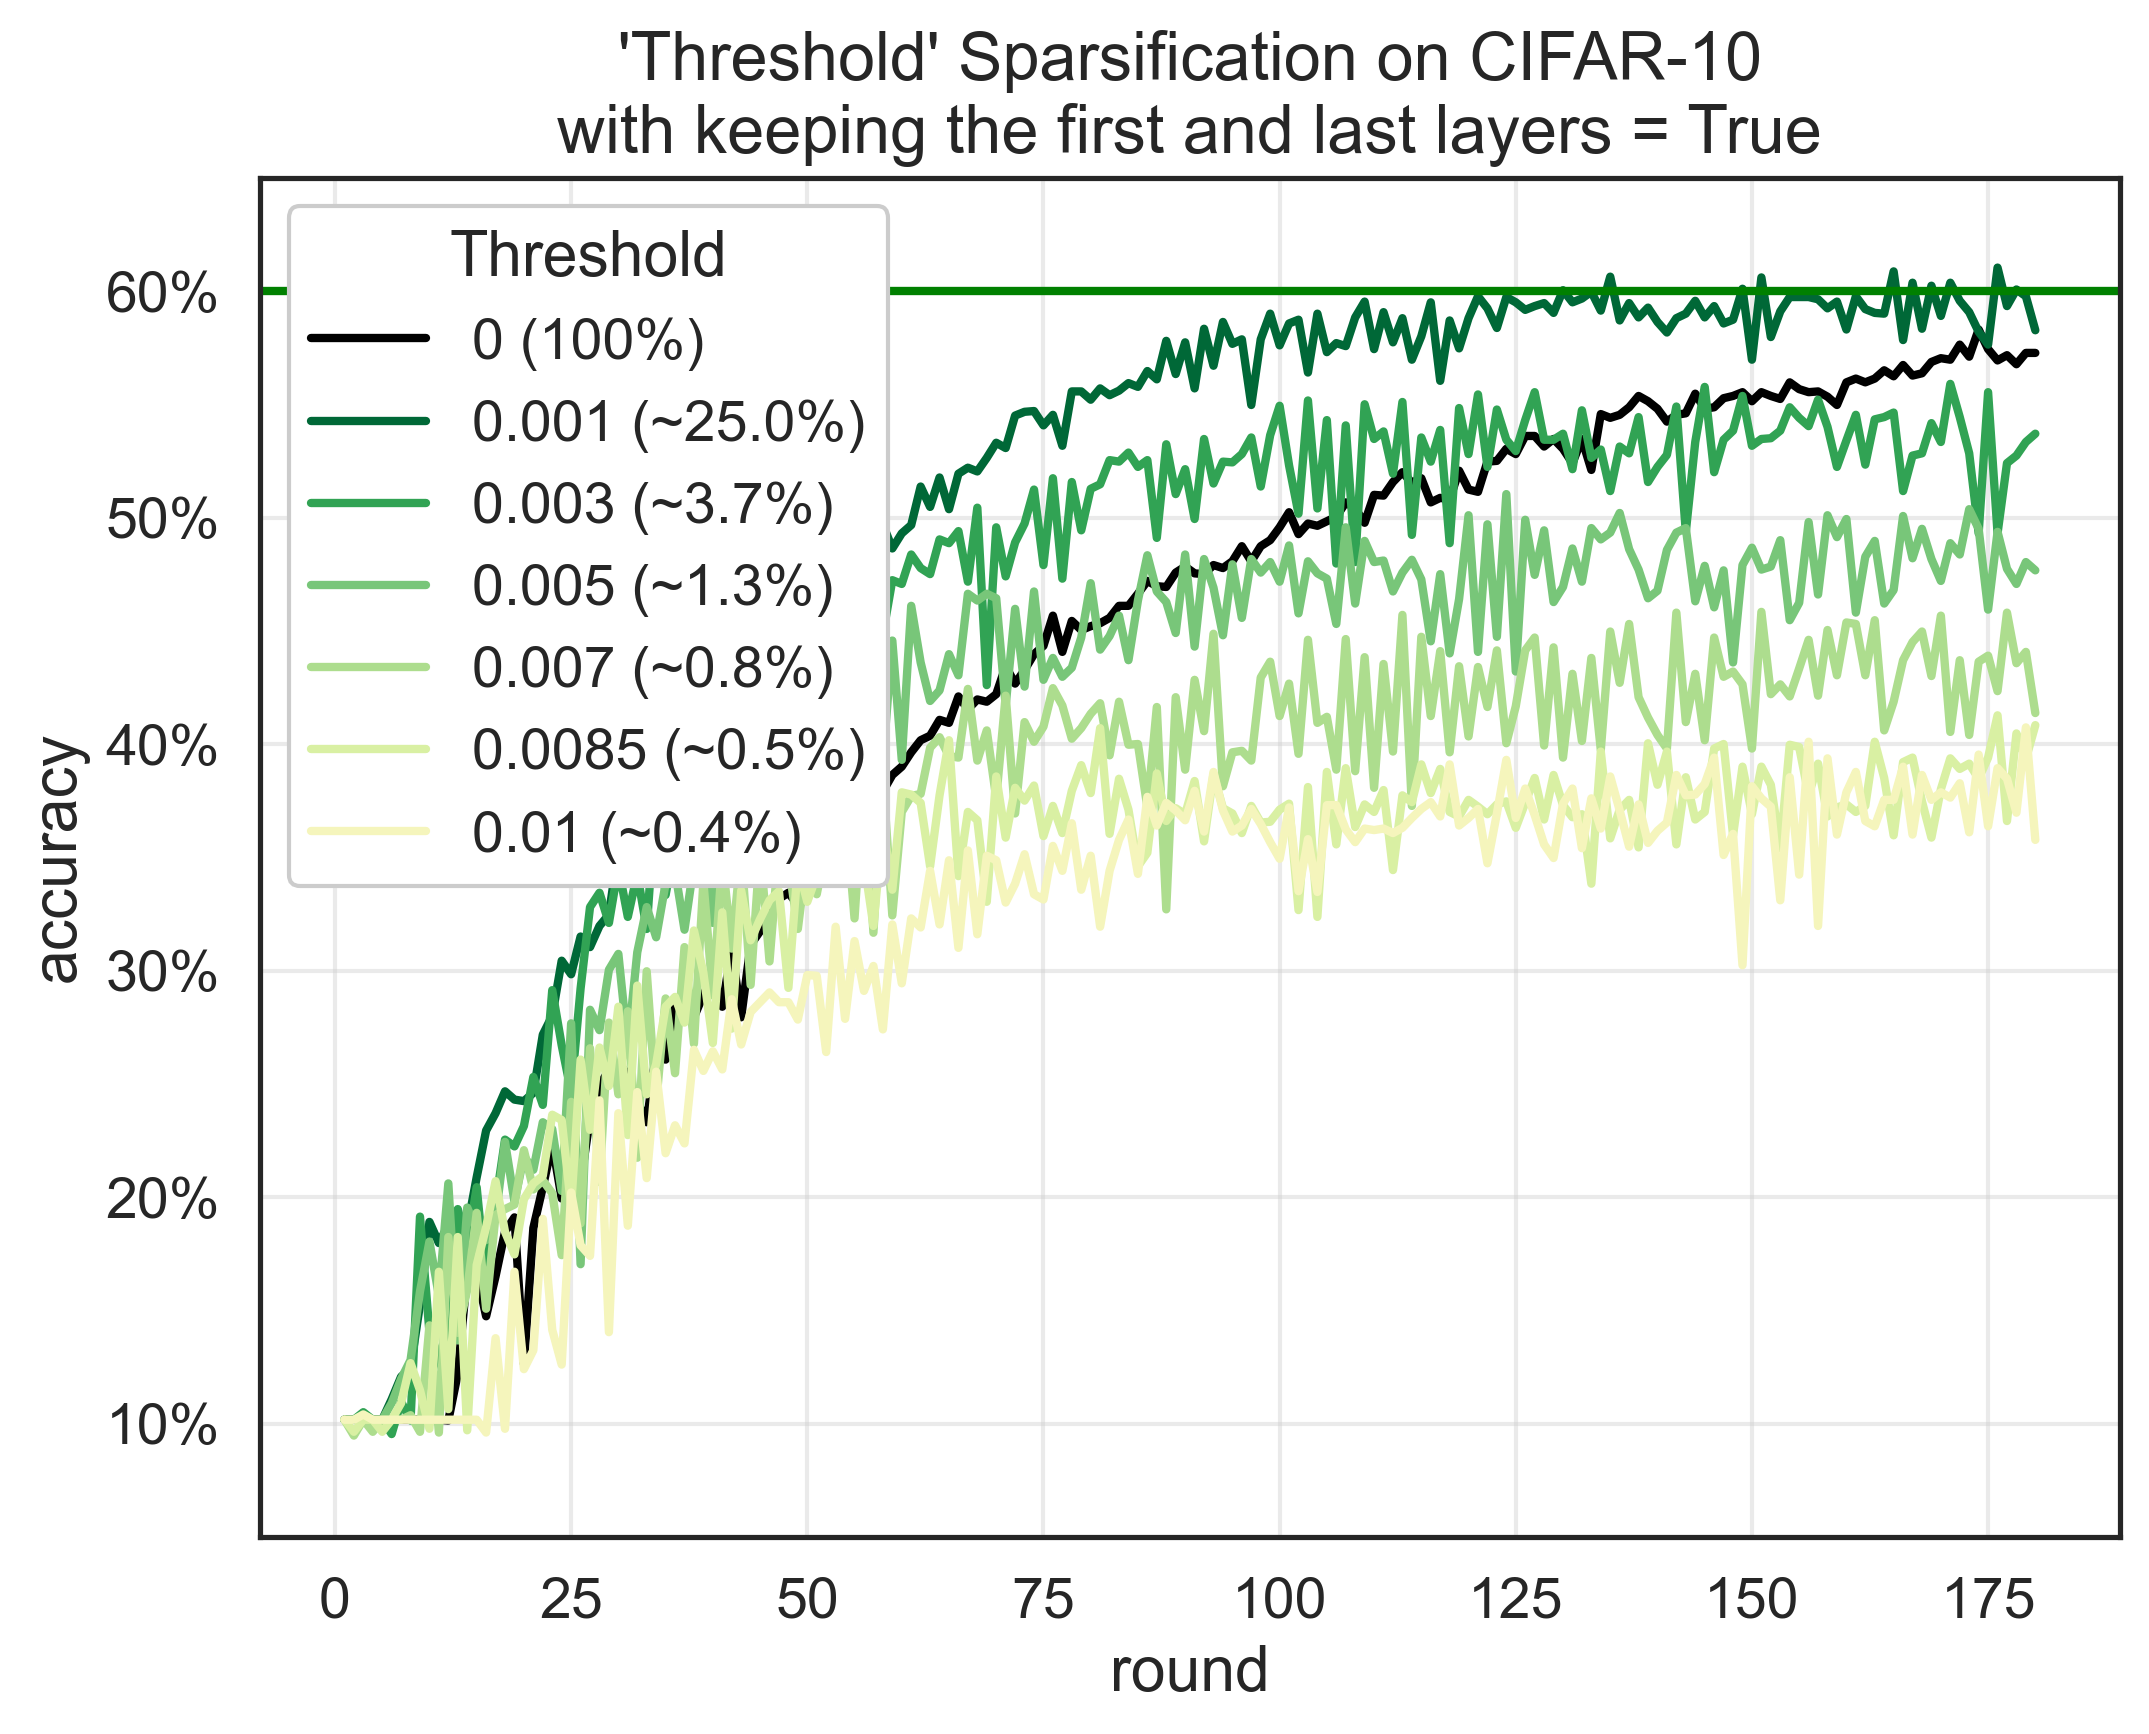 'Threshold' Sparsification on CIFAR-10
with keeping the first and last layers = True
Threshold
0 (100%)
0.001 (~25.0%)
0.003 (~3.7%)
0.005 (~1.3%)
0.007 (~0.8%)
0.0085 (~0.5%)
0.01 (~0.4%)
60%
50%
40%
30%
20%
10%
accuracy
0 25 50 75 100 125 150 175
round